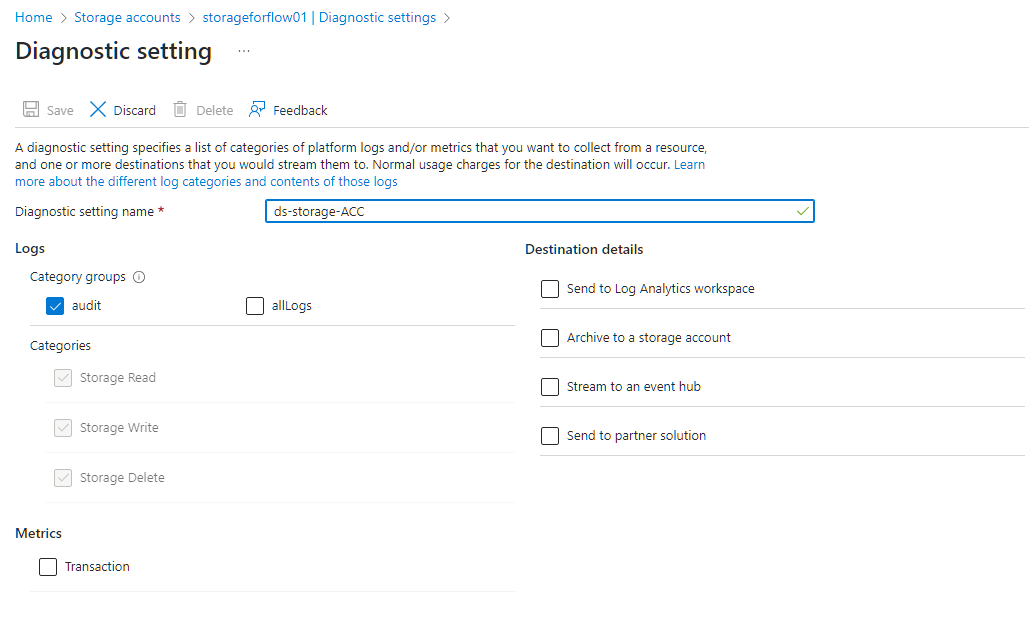 Home > Storage accounts > storageforflow01 | Diagnostic settings >
Diagnostic setting ...
Save Discard Delete Feedback
A diagnostic setting specifies a list of categories of platform logs and/or metrics that you want to collect from a resource,
and one or more destinations that you would stream them to. Normal usage charges for the destination will occur. Learn
more about the different log categories and contents of those logs
Diagnostic setting name * ds-storage-ACC
Logs
Category groups
audit allLogs
Categories
Storage Read
Storage Write
Storage Delete
Metrics
Transaction
Destination details
Send to Log Analytics workspace
Archive to a storage account
Stream to an event hub
Send to partner solution